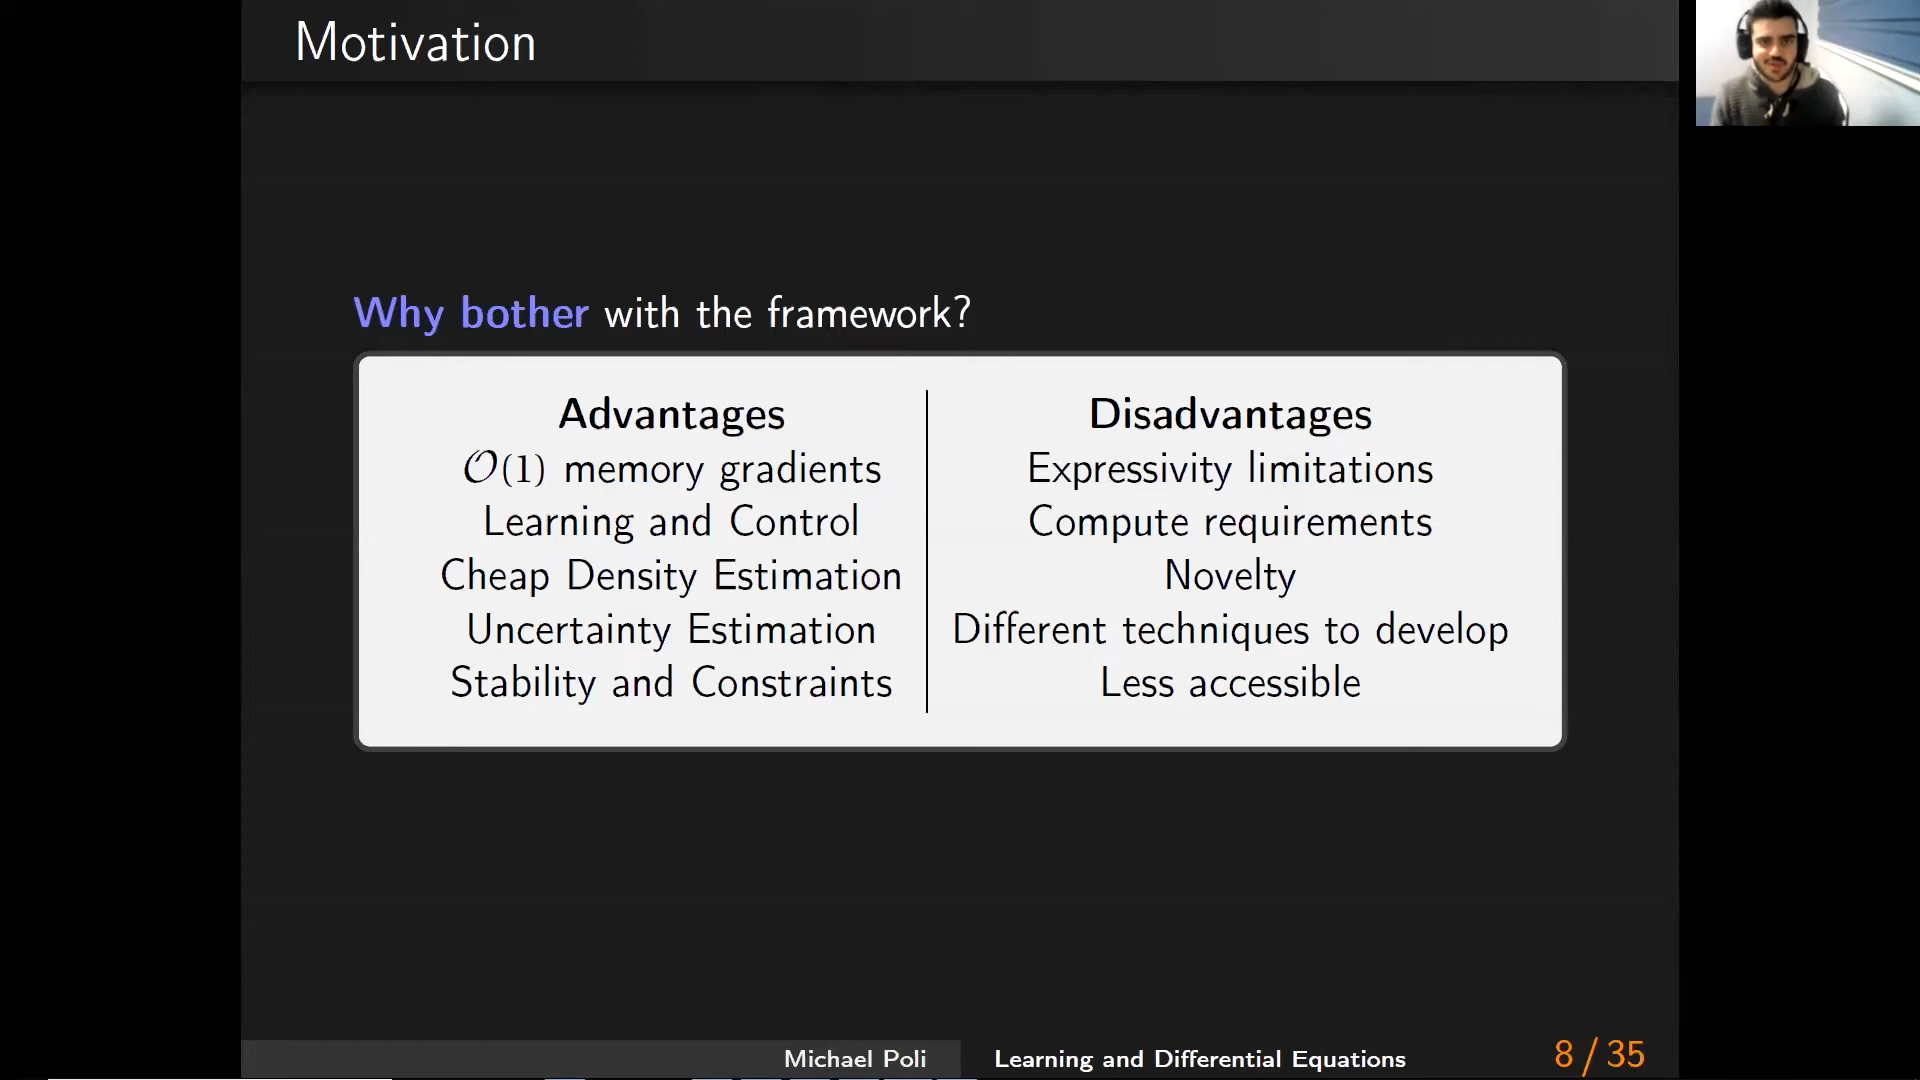 Motivation
Why bother with the framework?
Advantages
Disadvantages
𝒪(1) memory gradients
Expressivity limitations
Learning and Control
Compute requirements
Cheap Density Estimation
Novelty
Uncertainty Estimation
Different techniques to develop
Stability and Constraints
Less accessible
Michael Poli
Learning and Differential Equations
8 / 35